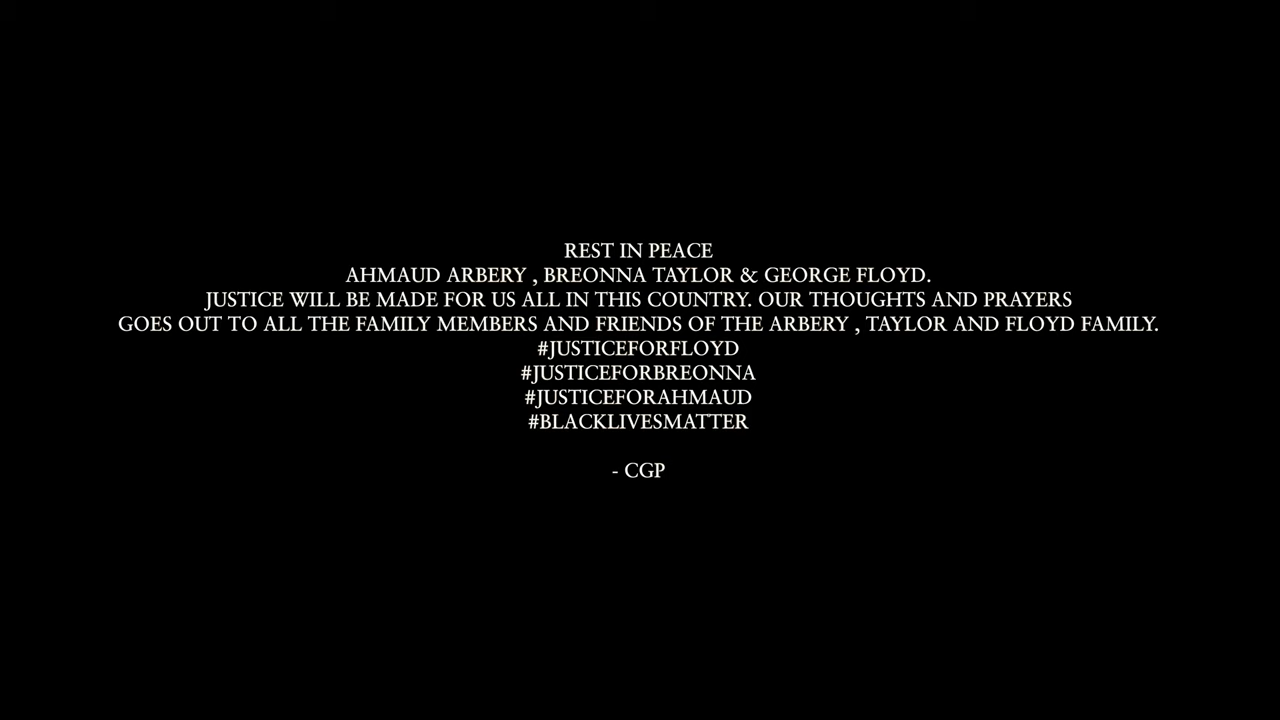 REST IN PEACE
AHMAUD ARBERY , BREONNA TAYLOR & GEORGE FLOYD.
JUSTICE WILL BE MADE FOR US ALL IN THIS COUNTRY. OUR THOUGHTS AND PRAYERS
GOES OUT TO ALL THE FAMILY MEMBERS AND FRIENDS OF THE ARBERY , TAYLOR AND FLOYD FAMILY.
#JUSTICEFORFLOYD
#JUSTICEFORBREONNA
#JUSTICEFORAHMAUD
#BLACKLIVESMATTER
- CGP